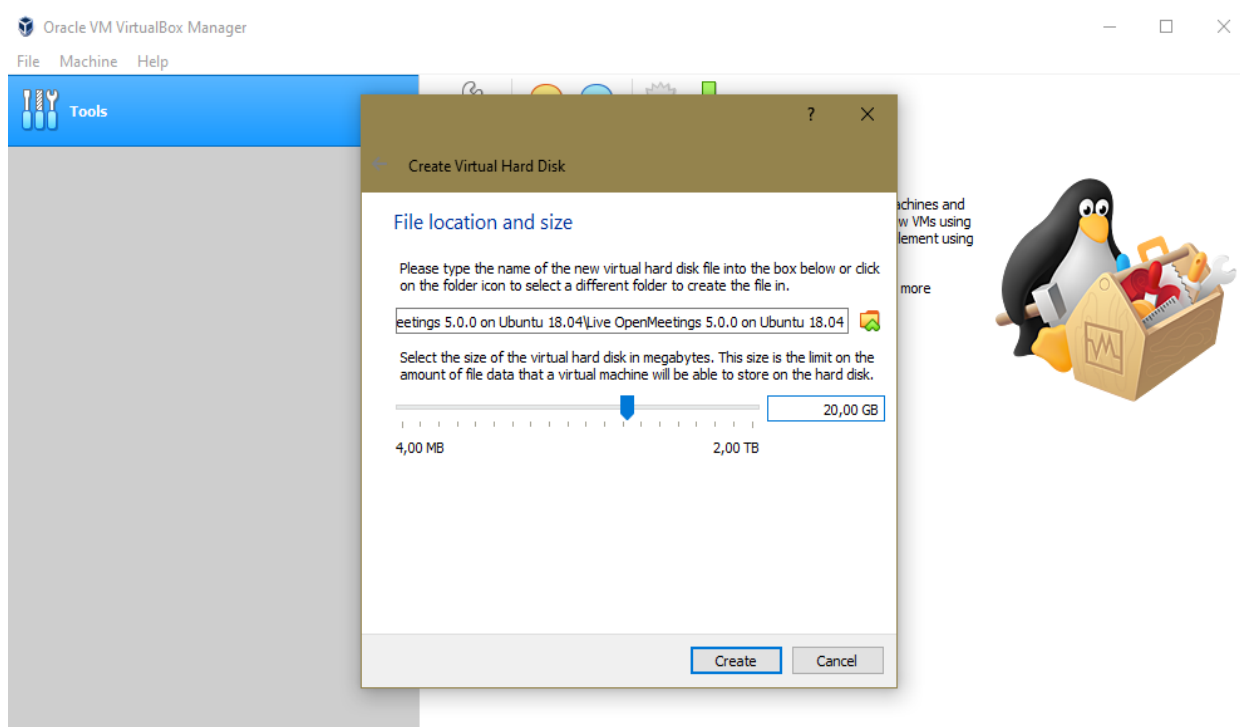 Oracle VM VirtualBox Manager
File Machine Help
Tools
?
Create Virtual Hard Disk
File location and size
Please type the name of the new virtual hard disk file into the box below or click
on the folder icon to select a different folder to create the file in.
eetings 5.0.0 on Ubuntu 18.04\Live OpenMeetings 5.0.0 on Ubuntu 18.04
Select the size of the virtual hard disk in megabytes. This size is the limit on the
amount of file data that a virtual machine will be able to store on the hard disk.
20,00 GB
4,00 MB 2,00 TB
Create Cancel
achines and
w VMs using
lement using
more